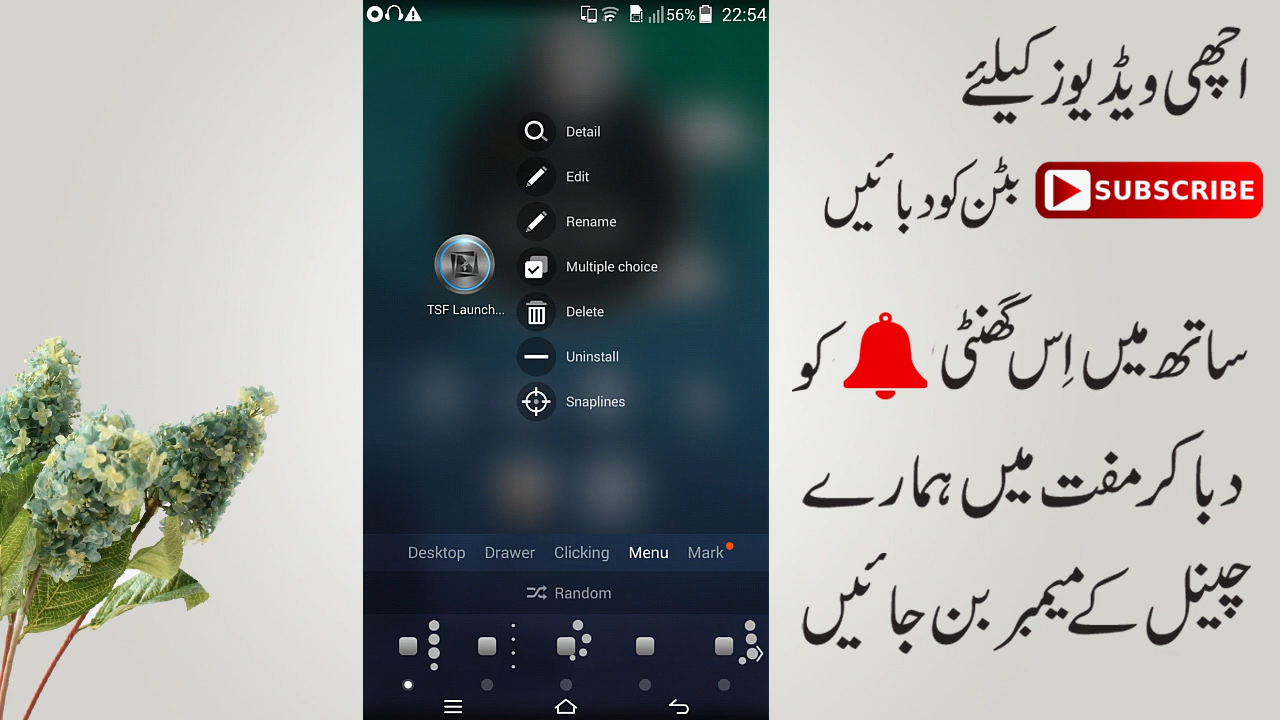 56% 22:54
Detail
Edit
Rename
Multiple choice
Delete
Uninstall
Snaplines
TSF Launch...
Desktop Drawer Clicking Menu Mark
Random
اچھی ویڈیوز کیلئے
SUBSCRIBE بٹن کو دبائیں
ساتھ میں اِس گھنٹی کو
دبا کر مفت میں ہمارے
چینل کے میمبر بن جائیں